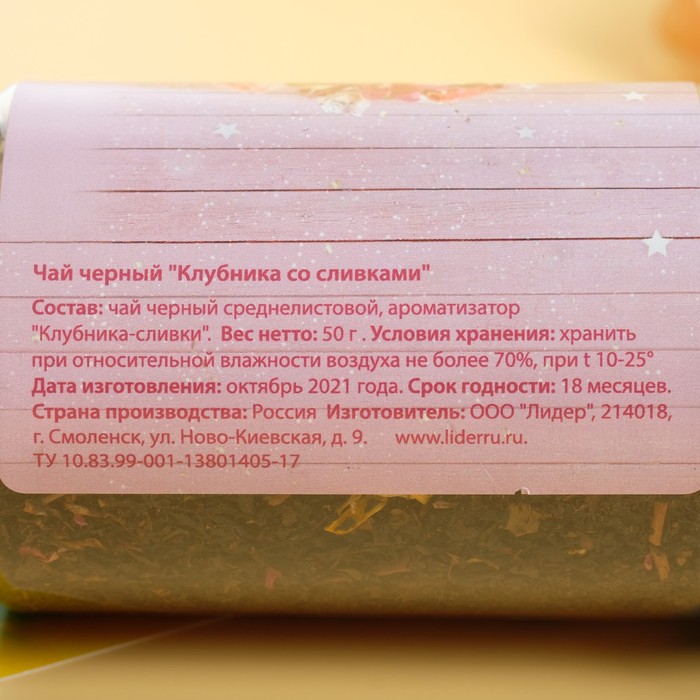 Чай черный "Клубника со сливками"
Состав: чай черный среднелистовой, ароматизатор
"Клубника-сливки". Вес нетто: 50 г . Условия хранения: хранить
при относительной влажности воздуха не более 70%, при t 10-25°
Дата изготовления: октябрь 2021 года. Срок годности: 18 месяцев.
Страна производства: Россия Изготовитель: ООО "Лидер", 214018,
г. Смоленск, ул. Ново-Киевская, д. 9. www.liderru.ru.
ТУ 10.83.99-001-13801405-17